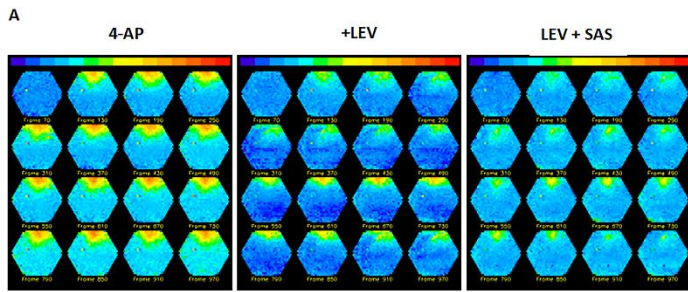 A
4-AP +LEV LEV + SAS
Frame 70 Frame 130 Frame 190 Frame 250 Frame 70 Frame 130 Frame 190 Frame 250 Frame 70 Frame 130 Frame 190 Frame 250
Frame 310 Frame 370 Frame 430 Frame 490 Frame 310 Frame 370 Frame 430 Frame 490 Frame 310 Frame 370 Frame 430 Frame 490
Frame 550 Frame 610 Frame 670 Frame 730 Frame 550 Frame 610 Frame 670 Frame 730 Frame 550 Frame 610 Frame 670 Frame 730
Frame 790 Frame 850 Frame 910 Frame 970 Frame 790 Frame 850 Frame 910 Frame 970 Frame 790 Frame 850 Frame 910 Frame 970